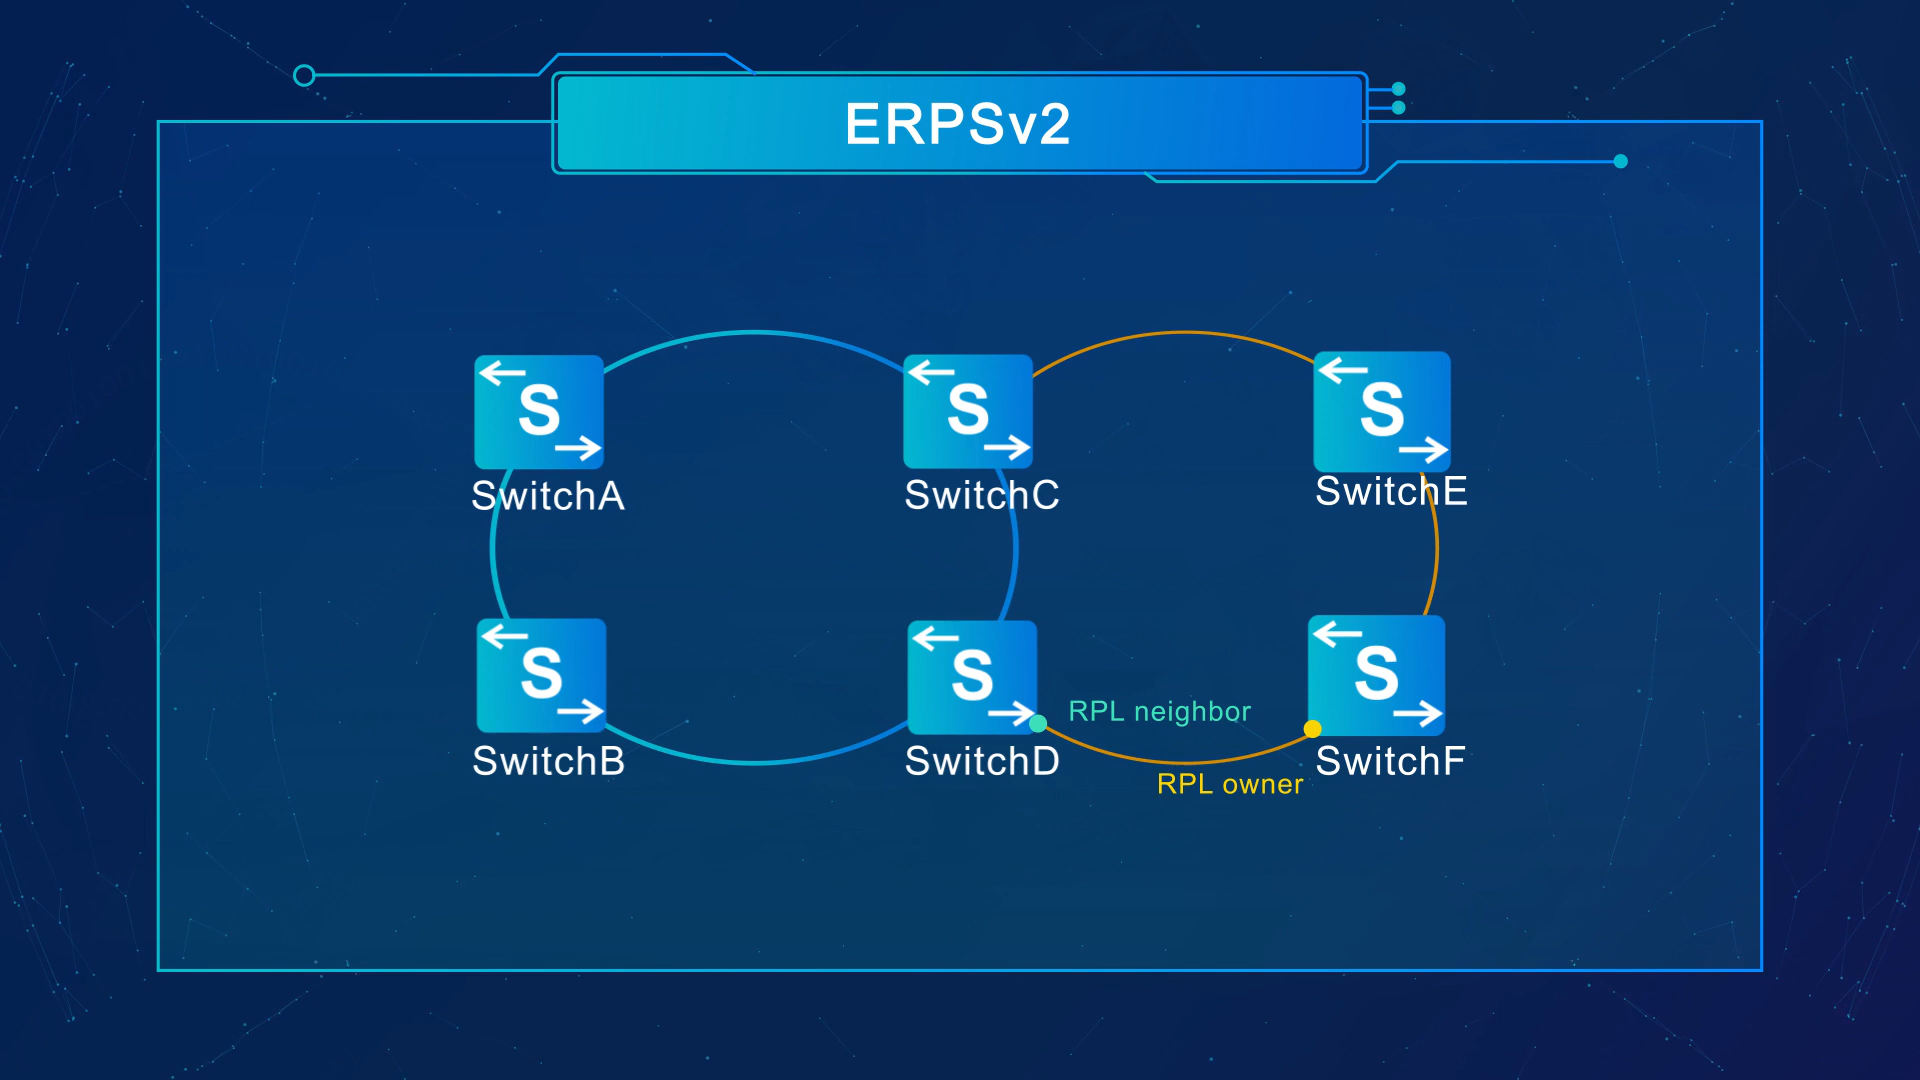 ERPSv2
S
SwitchA
S
SwitchC
S
SwitchE
S
SwitchB
S
SwitchD
RPL neighbor
RPL owner
S
SwitchF